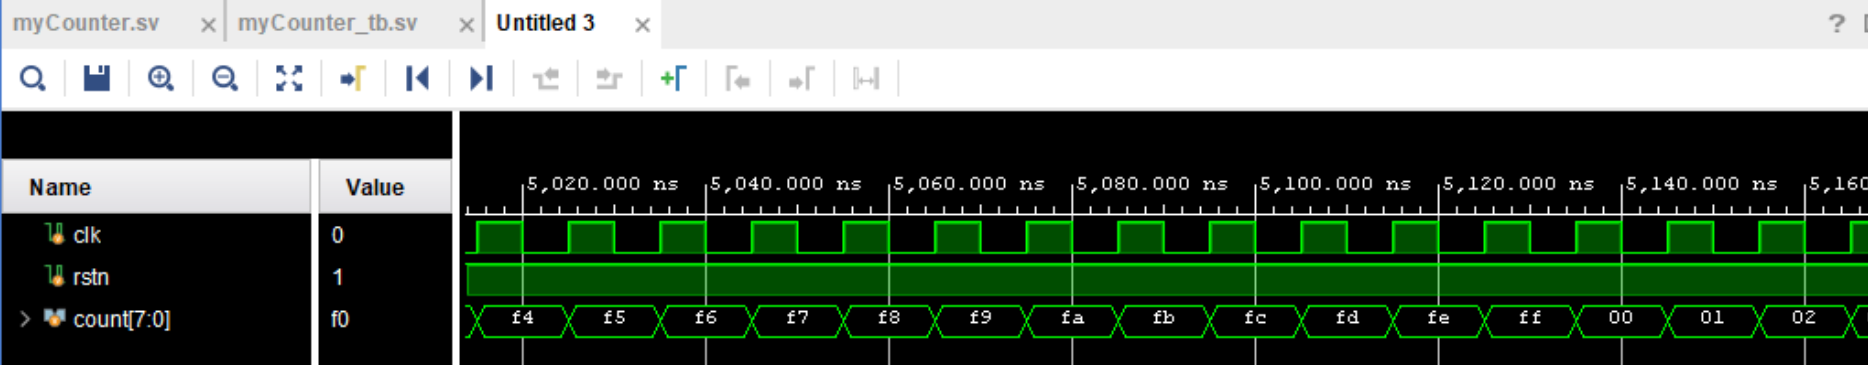 myCounter.sv × myCounter_tb.sv × Untitled 3 × ?
Name Value 5,020.000 ns 5,040.000 ns 5,060.000 ns 5,080.000 ns 5,100.000 ns 5,120.000 ns 5,140.000 ns 5,160
clk 0
rstn 1
count[7:0] f0 f4 f5 f6 f7 f8 f9 fa fb fc fd fe ff 00 01 02